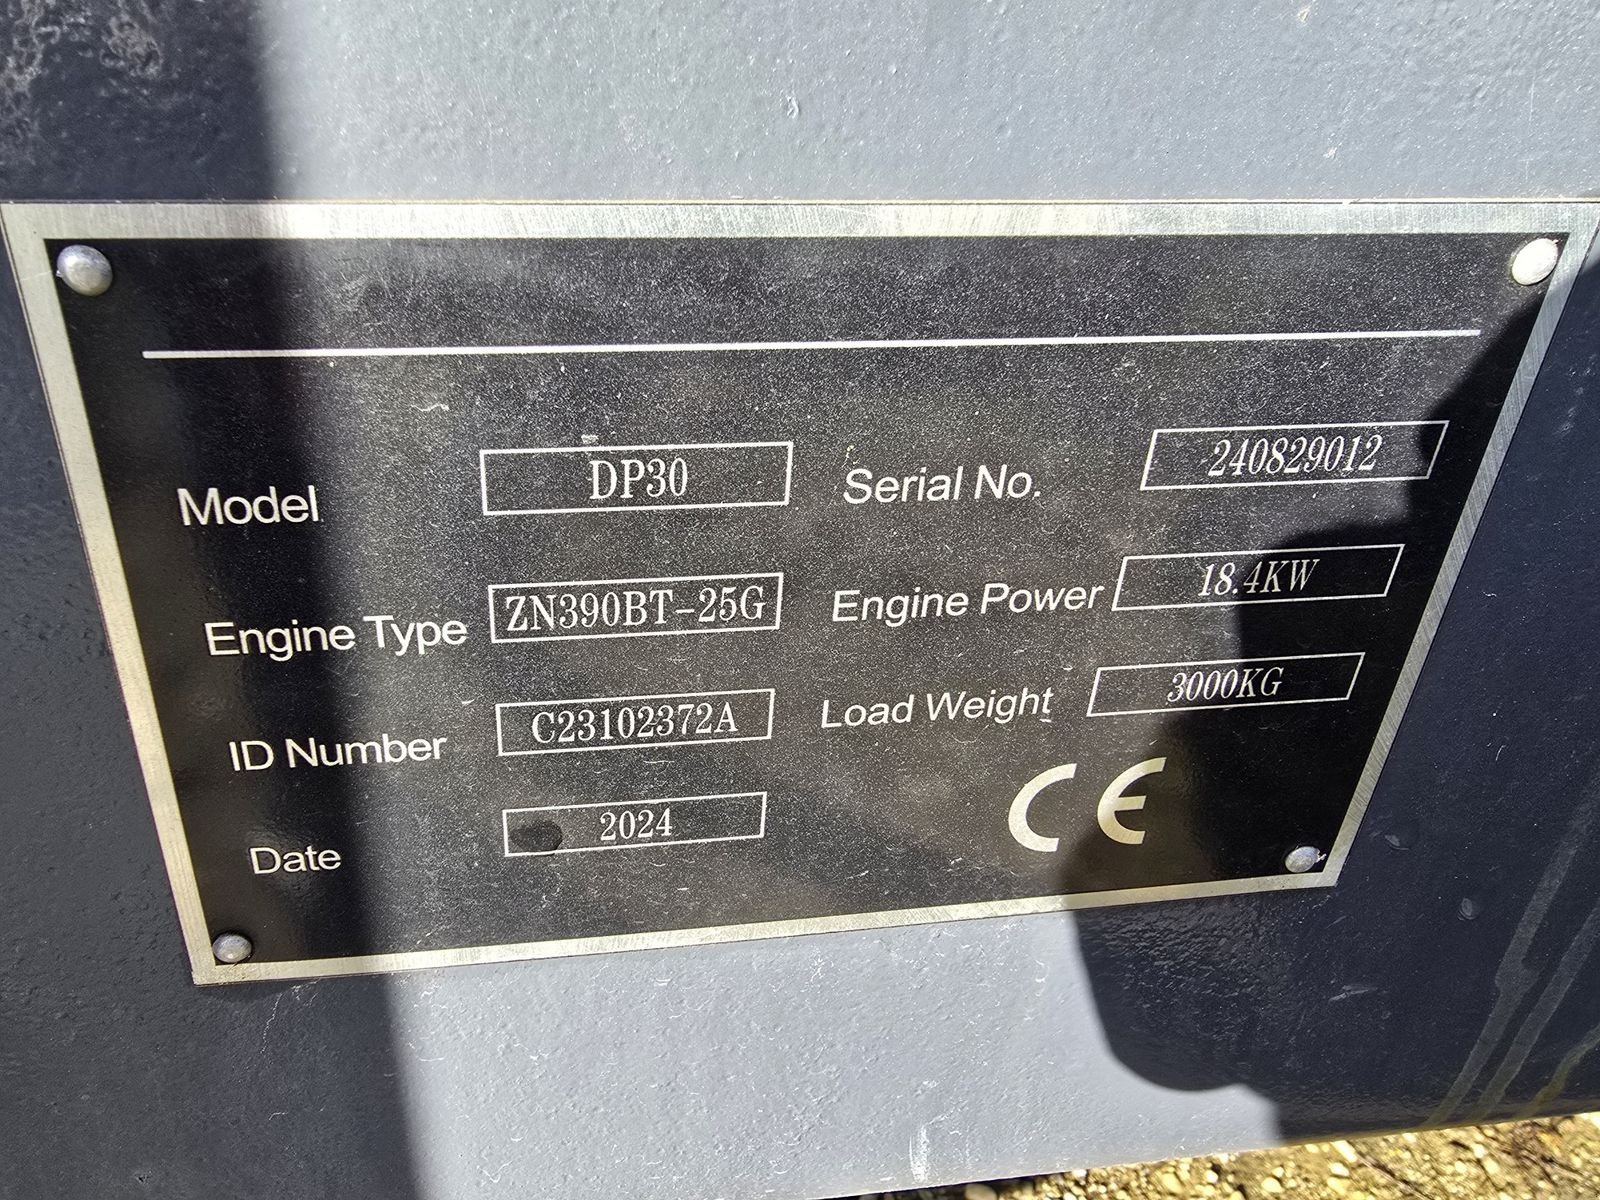 Model DP30 Serial No. 240829012
Engine Type ZN390BT-25G Engine Power 18.4KW
ID Number C23102372A Load Weight 3000KG
Date 2024 CE